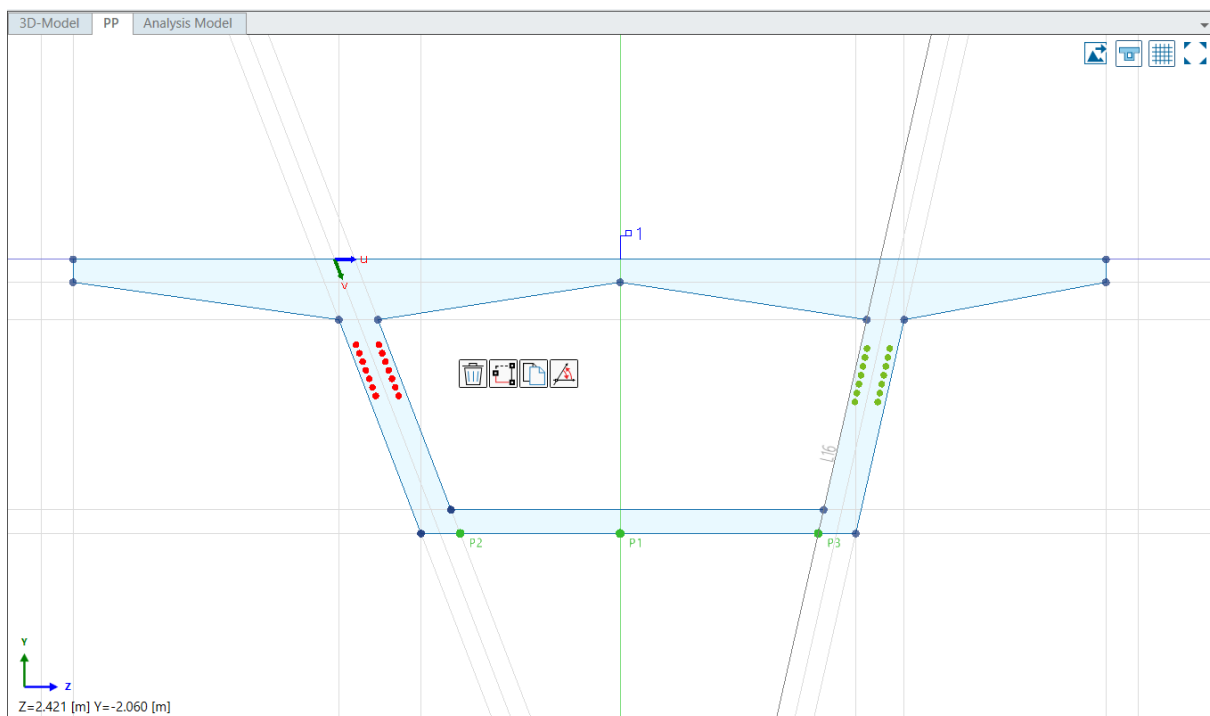 3D-Model PP Analysis Model
1
u
v
L16
P2 P1 P3
Y
Z
Z=2.421 [m] Y=-2.060 [m]